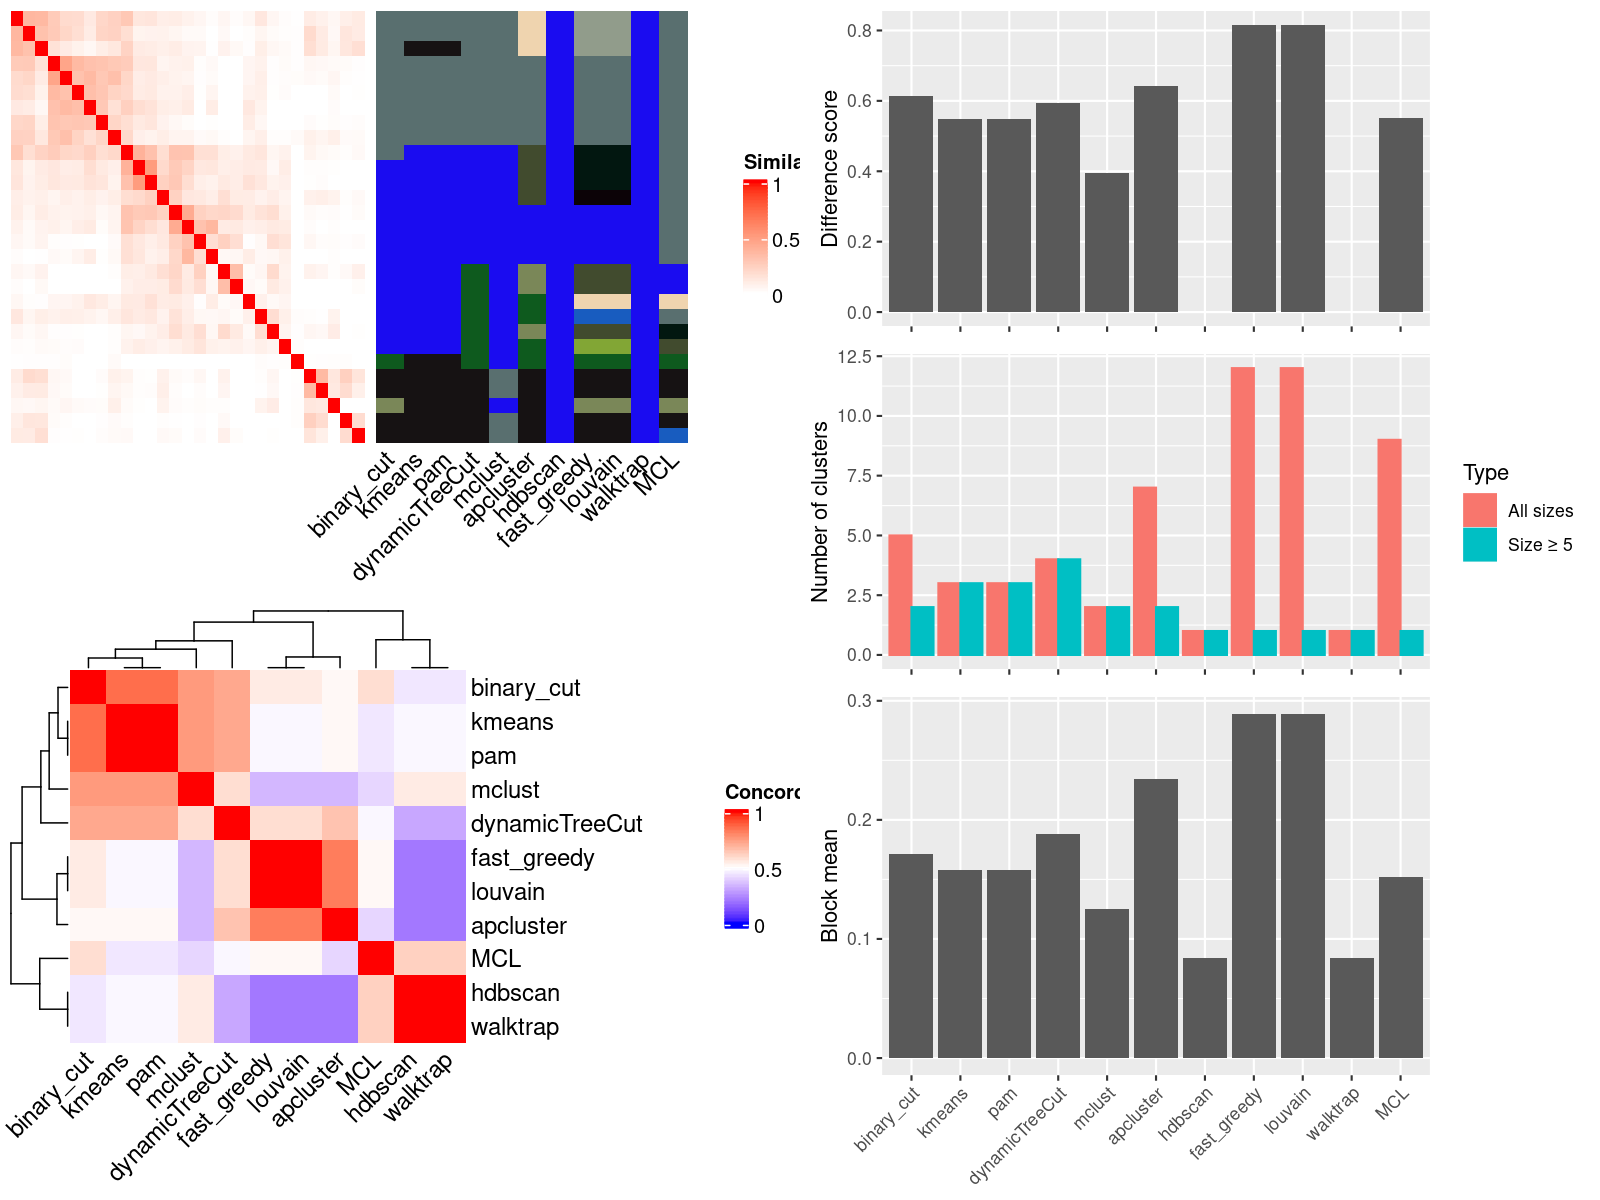 Simila
1
0.5
0
binary_cut
kmeans
pam
dynamicTreeCut
mclust
apcluster
hdbscan
fast_greedy
louvain
walktrap
MCL
binary_cut
kmeans
pam
mclust
dynamicTreeCut
fast_greedy
louvain
apcluster
MCL
hdbscan
walktrap
Concord
1
0.5
0
binary_cut
kmeans
pam
mclust
dynamicTreeCut
fast_greedy
louvain
apcluster
MCL
hdbscan
walktrap
Difference score
0.8
0.6
0.4
0.2
0.0
Number of clusters
12.5
10.0
7.5
5.0
2.5
0.0
Type
All sizes
Size ≥ 5
Block mean
0.3
0.2
0.1
0.0
binary_cut
kmeans
pam
dynamicTreeCut
mclust
apcluster
hdbscan
fast_greedy
louvain
walktrap
MCL